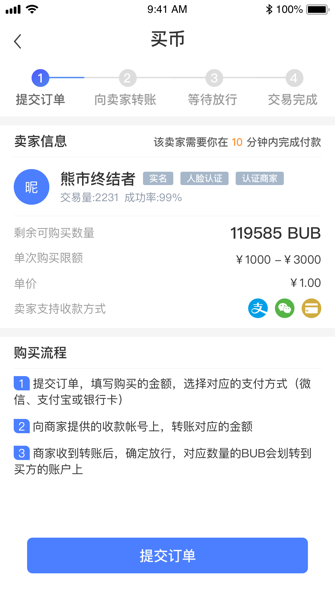 9:41 AM
100%
买币
1
2
3
4
提交订单
向卖家转账
等待放行
交易完成
卖家信息
该卖家需要你在 10 分钟内完成付款
昵
熊市终结者
实名
人脸认证
认证商家
交易量:2231 成功率:99%
剩余可购买数量
119585 BUB
单次购买限额
￥1000 –￥3000
单价
￥1.00
卖家支持收款方式
支
购买流程
1 提交订单，填写购买的金额，选择对应的支付方式（微
信、支付宝或银行卡）
2 向商家提供的收款帐号上，转账对应的金额
3 商家收到转账后，确定放行，对应数量的BUB会划转到
买方的账户上
提交订单